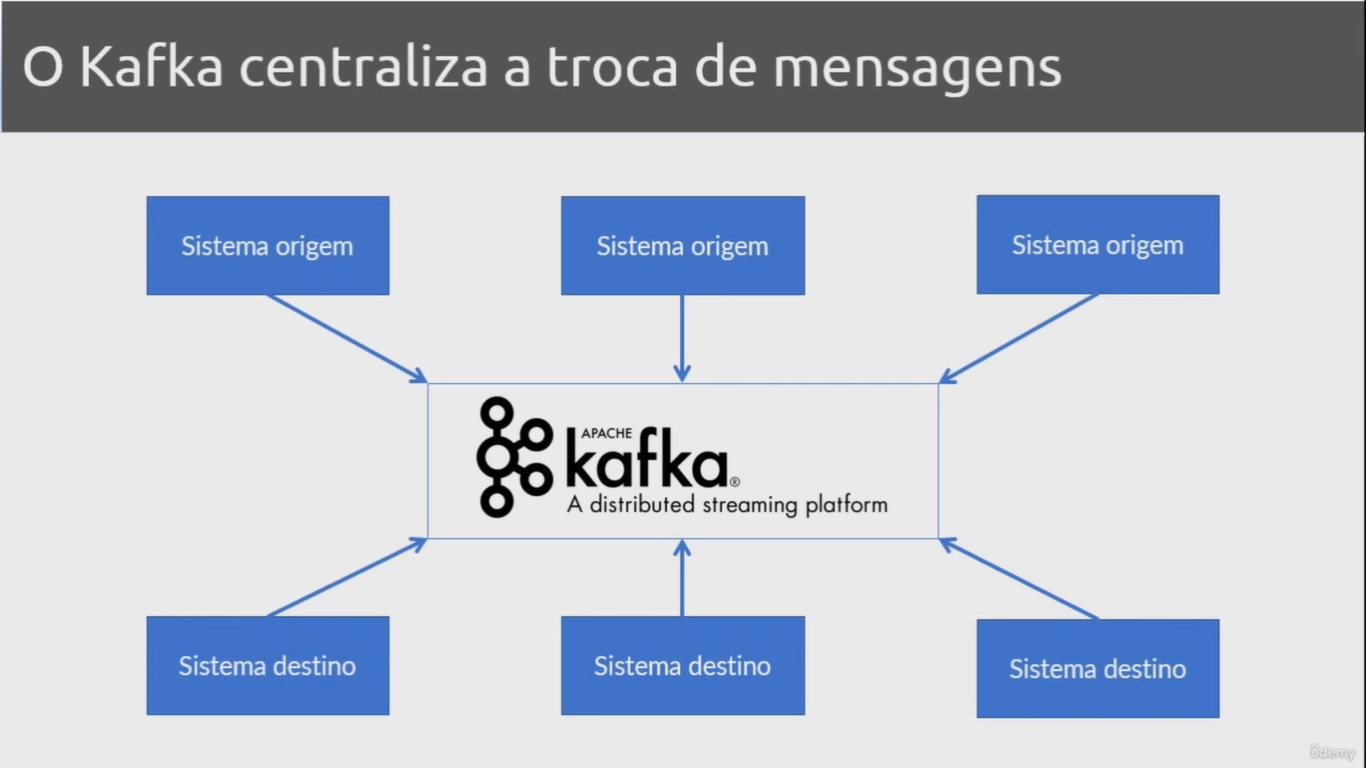 O Kafka centraliza a troca de mensagens
Sistema origem
Sistema origem
Sistema origem
APACHE
kafka®
A distributed streaming platform
Sistema destino
Sistema destino
Sistema destino
ûdemy